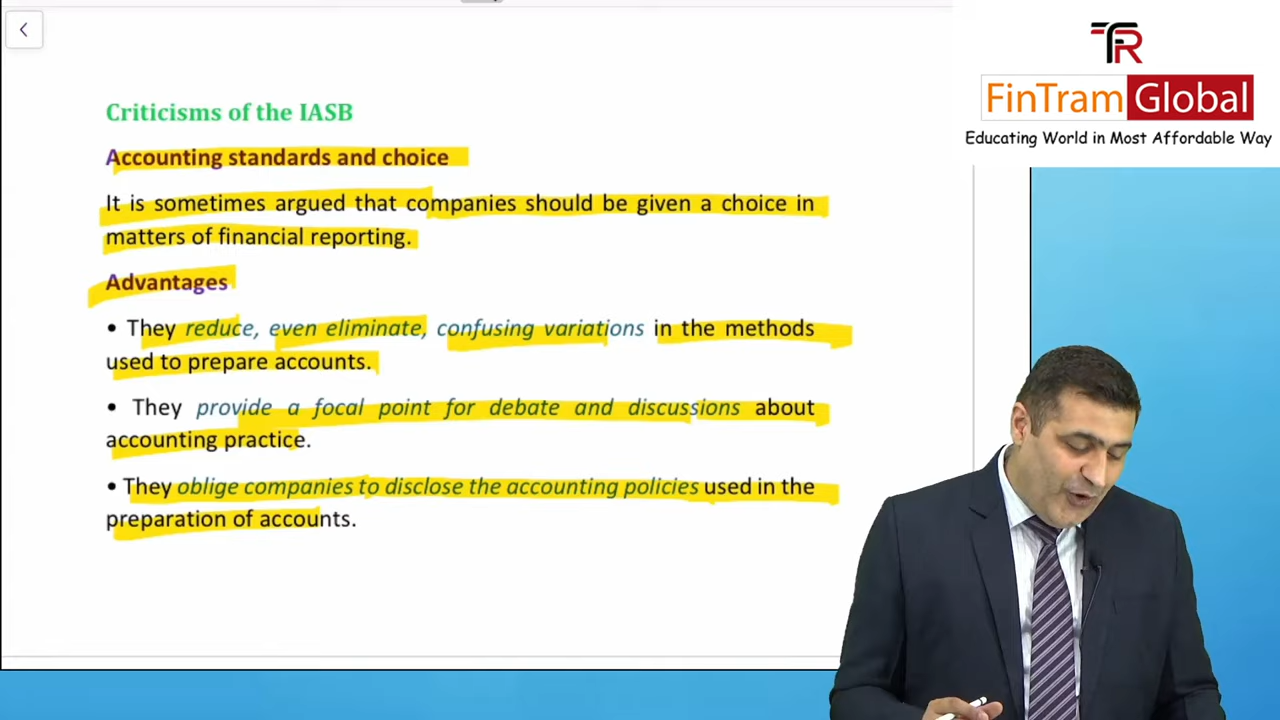 Criticisms of the IASB
Accounting standards and choice
It is sometimes argued that companies should be given a choice in
matters of financial reporting.
Advantages
• They reduce, even eliminate, confusing variations in the methods
used to prepare accounts.
• They provide a focal point for debate and discussions about
accounting practice.
• They oblige companies to disclose the accounting policies used in the
preparation of accounts.
TR
FinTram Global
Educating World in Most Affordable Way